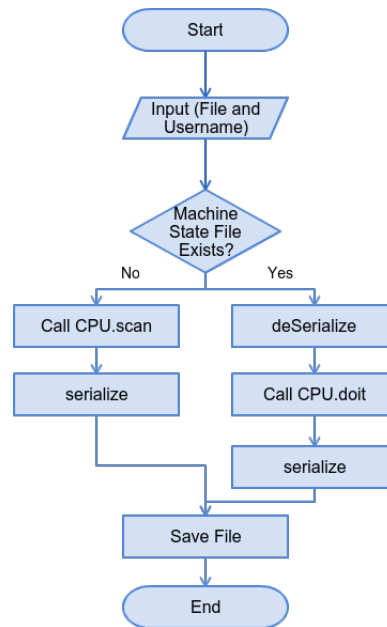 Start
Input (File and
Username)
Machine
State File
Exists?
No
Yes
Call CPU.scan
deSerialize
serialize
Call CPU.doit
serialize
Save File
End